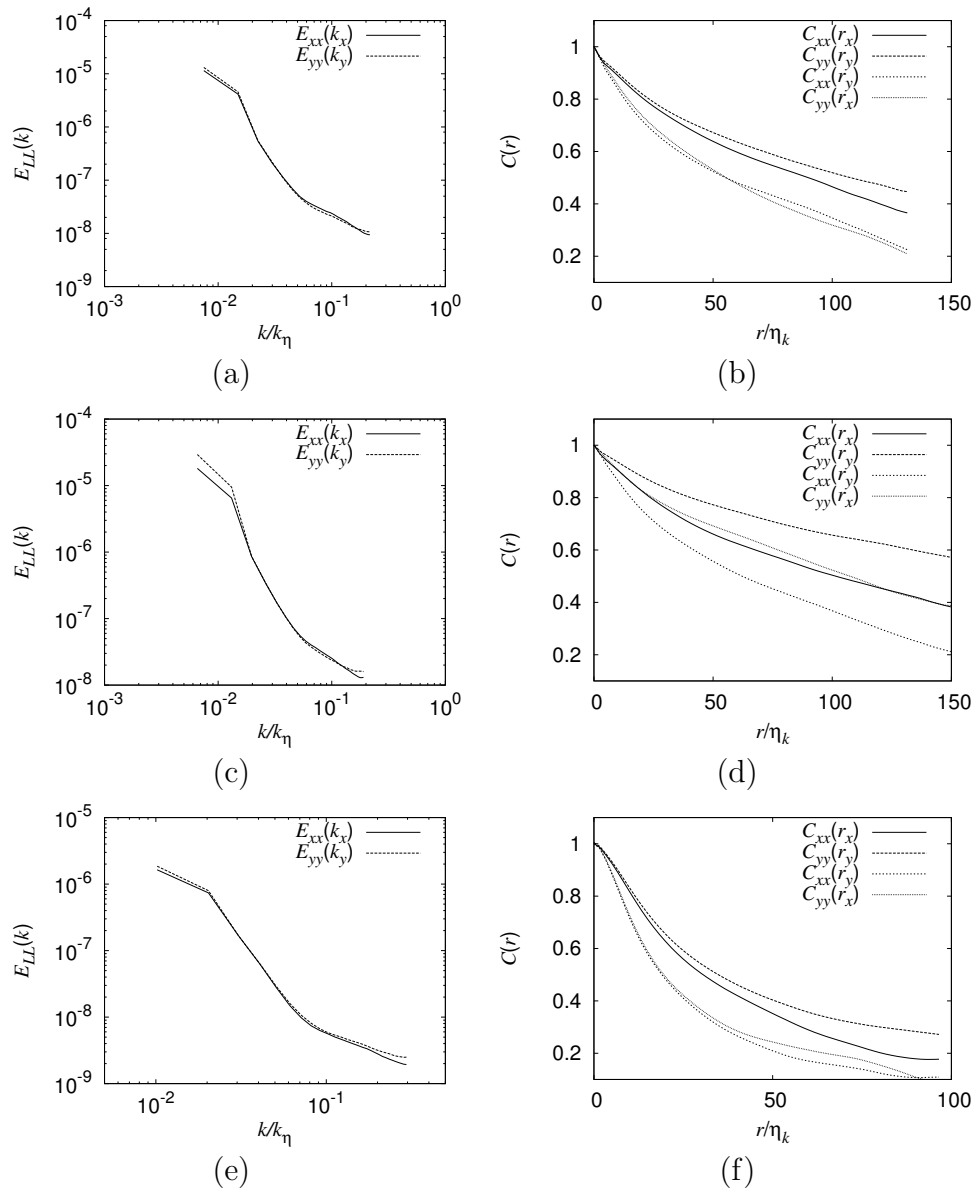 10⁻⁴
10⁻⁵
10⁻⁶
10⁻⁷
10⁻⁸
10⁻⁹
E_LL(k)
E_xx(k_x)
E_yy(k_y)
10⁻³ 10⁻² 10⁻¹ 10⁰
k/k_η
(a)
1
0.8
0.6
0.4
0.2
C(r)
C_xx(r_x)
C_yy(r_y)
C_xx(r_y)
C_yy(r_x)
0 50 100 150
r/η_k
(b)
10⁻⁴
10⁻⁵
10⁻⁶
10⁻⁷
10⁻⁸
E_LL(k)
E_xx(k_x)
E_yy(k_y)
10⁻³ 10⁻² 10⁻¹ 10⁰
k/k_η
(c)
1
0.8
0.6
0.4
0.2
C(r)
C_xx(r_x)
C_yy(r_y)
C_xx(r_y)
C_yy(r_x)
0 50 100 150
r/η_k
(d)
10⁻⁵
10⁻⁶
10⁻⁷
10⁻⁸
10⁻⁹
E_LL(k)
E_xx(k_x)
E_yy(k_y)
10⁻² 10⁻¹
k/k_η
(e)
1
0.8
0.6
0.4
0.2
C(r)
C_xx(r_x)
C_yy(r_y)
C_xx(r_y)
C_yy(r_x)
0 50 100
r/η_k
(f)